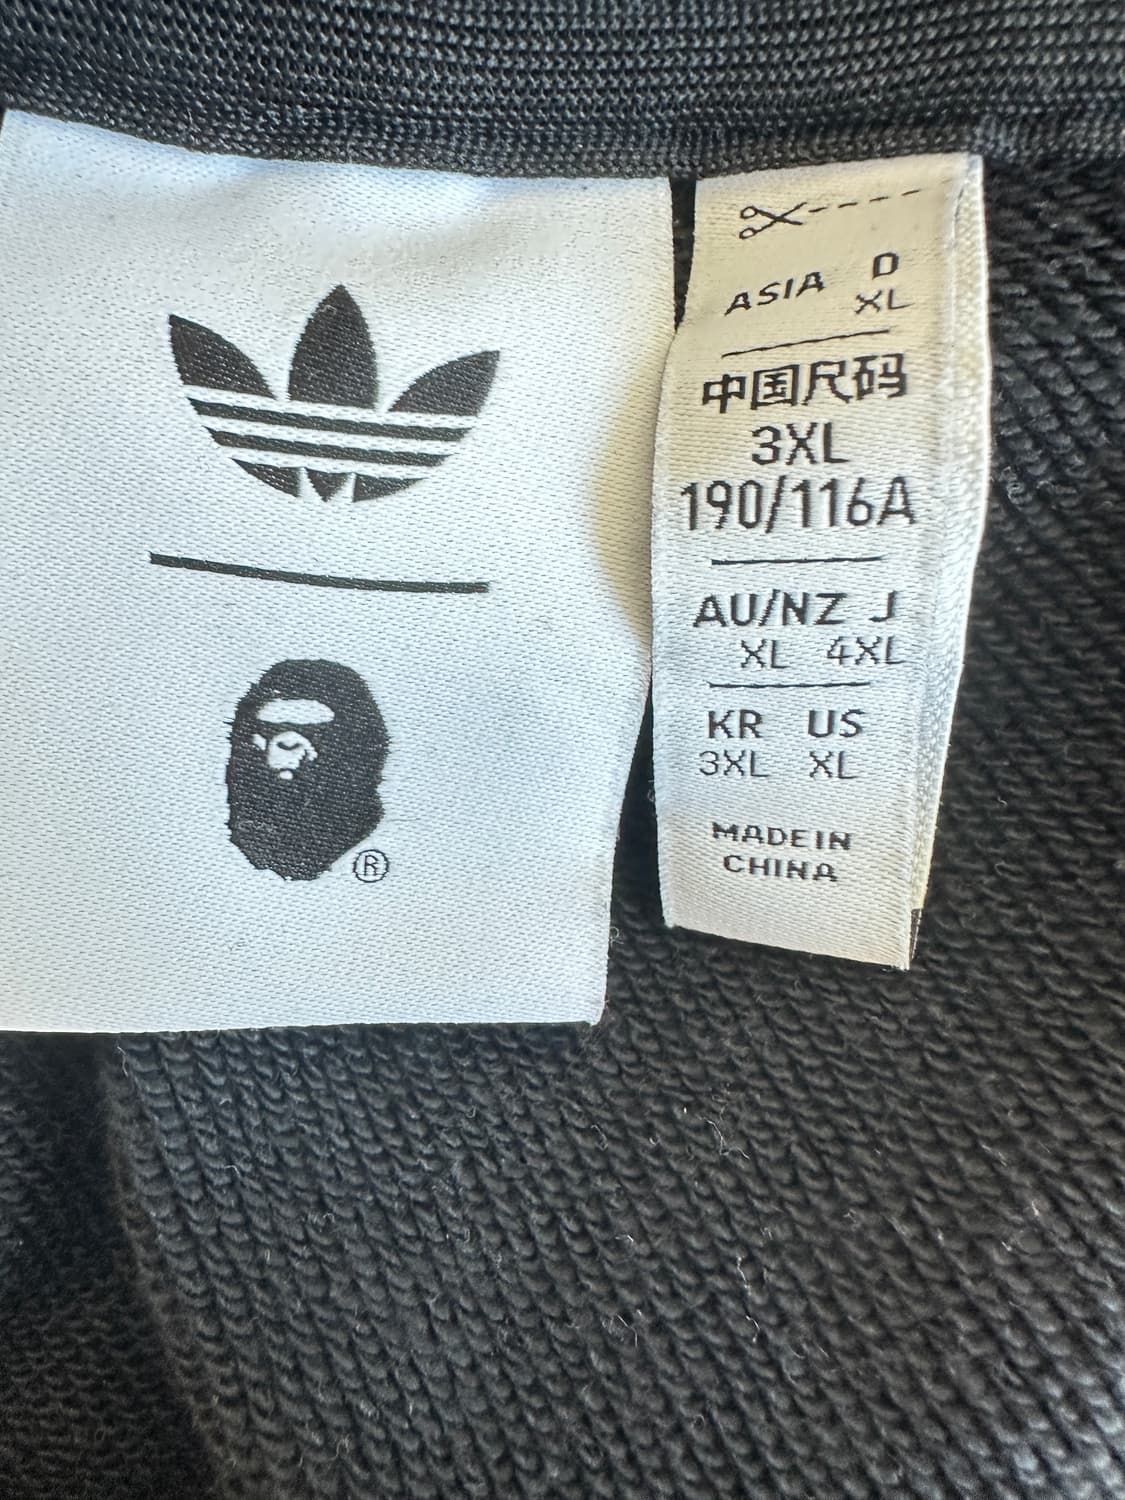 ASIA D
XL
中国尺码
3XL
190/116A
AU/NZ J
XL 4XL
KR US
3XL XL
MADE IN
CHINA
®